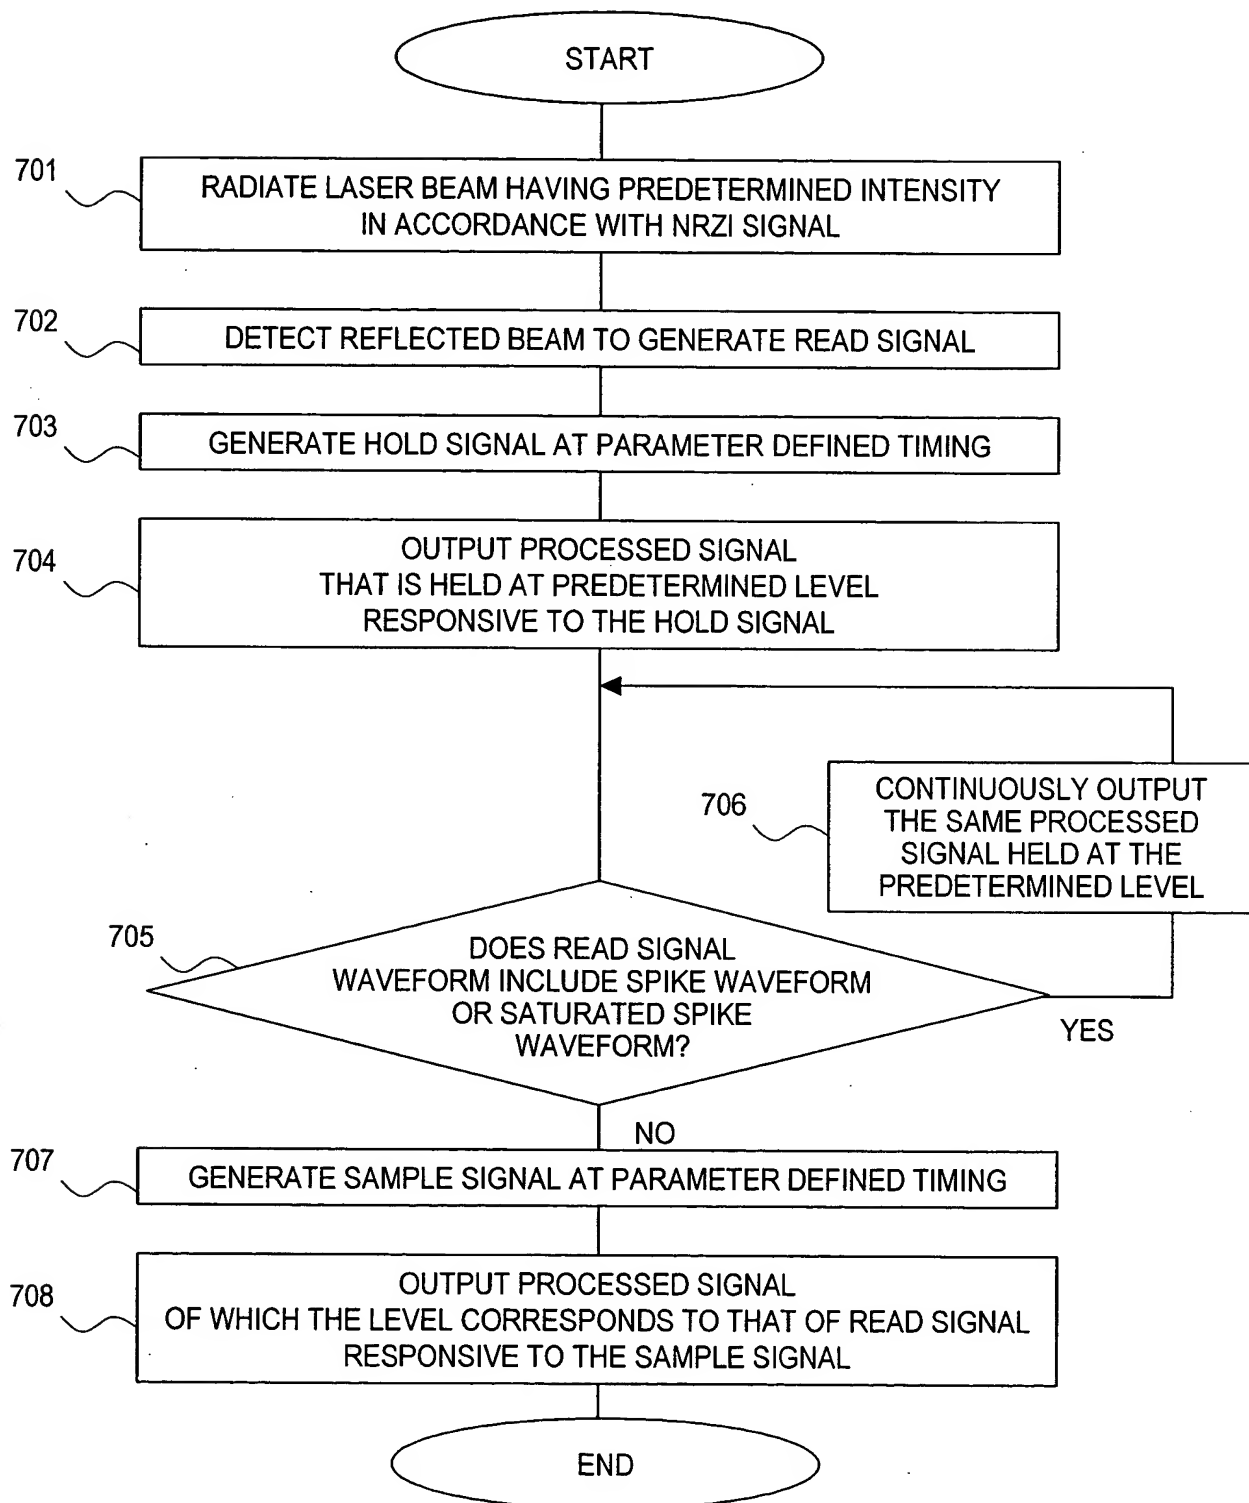 START
701
RADIATE LASER BEAM HAVING PREDETERMINED INTENSITY
IN ACCORDANCE WITH NRZI SIGNAL
702
DETECT REFLECTED BEAM TO GENERATE READ SIGNAL
703
GENERATE HOLD SIGNAL AT PARAMETER DEFINED TIMING
704
OUTPUT PROCESSED SIGNAL
THAT IS HELD AT PREDETERMINED LEVEL
RESPONSIVE TO THE HOLD SIGNAL
706
CONTINUOUSLY OUTPUT
THE SAME PROCESSED
SIGNAL HELD AT THE
PREDETERMINED LEVEL
705
DOES READ SIGNAL
WAVEFORM INCLUDE SPIKE WAVEFORM
OR SATURATED SPIKE
WAVEFORM?
YES
NO
707
GENERATE SAMPLE SIGNAL AT PARAMETER DEFINED TIMING
708
OUTPUT PROCESSED SIGNAL
OF WHICH THE LEVEL CORRESPONDS TO THAT OF READ SIGNAL
RESPONSIVE TO THE SAMPLE SIGNAL
END